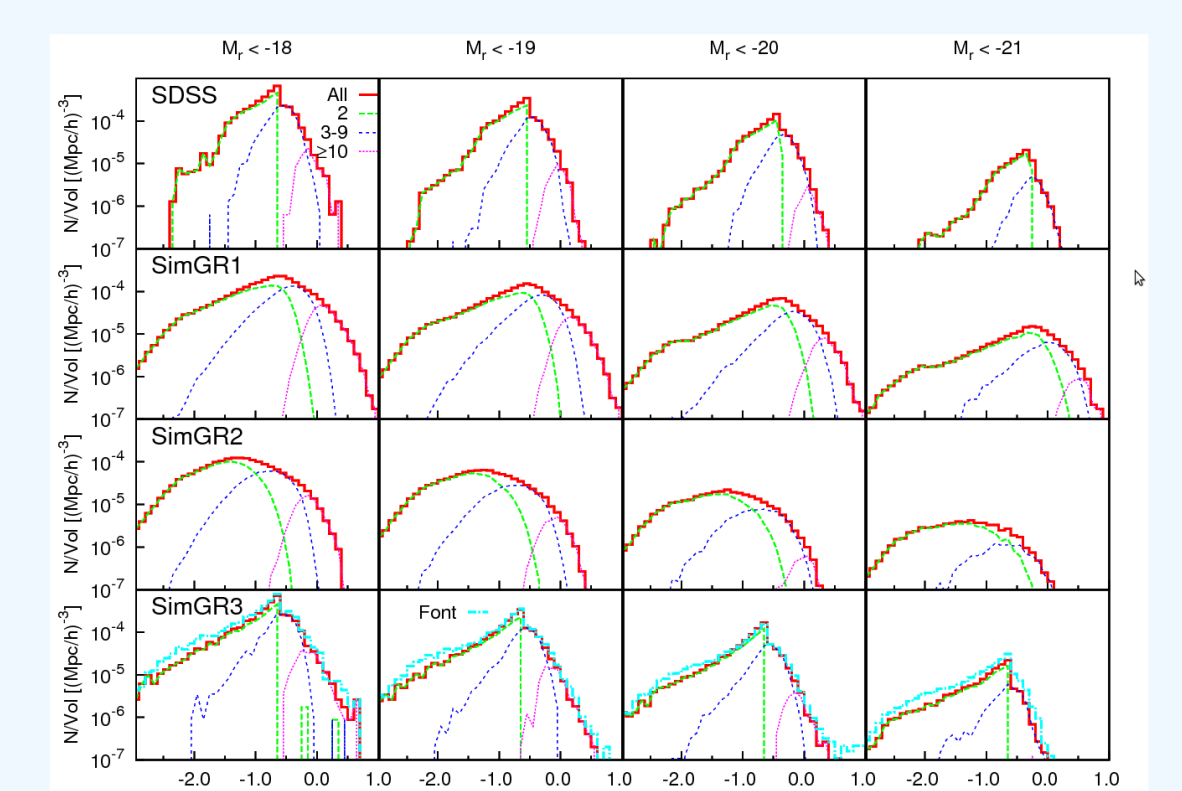 M_r < -18 M_r < -19 M_r < -20 M_r < -21
SDSS
All
2
3-9
≥10
N/Vol [(Mpc/h)^-3]
10^-4
10^-5
10^-6
10^-7
SimGR1
N/Vol [(Mpc/h)^-3]
10^-4
10^-5
10^-6
10^-7
SimGR2
N/Vol [(Mpc/h)^-3]
10^-4
10^-5
10^-6
10^-7
SimGR3
Font
N/Vol [(Mpc/h)^-3]
10^-4
10^-5
10^-6
10^-7
-2.0 -1.0 0.0 1.0 -2.0 -1.0 0.0 1.0 -2.0 -1.0 0.0 1.0 -2.0 -1.0 0.0 1.0